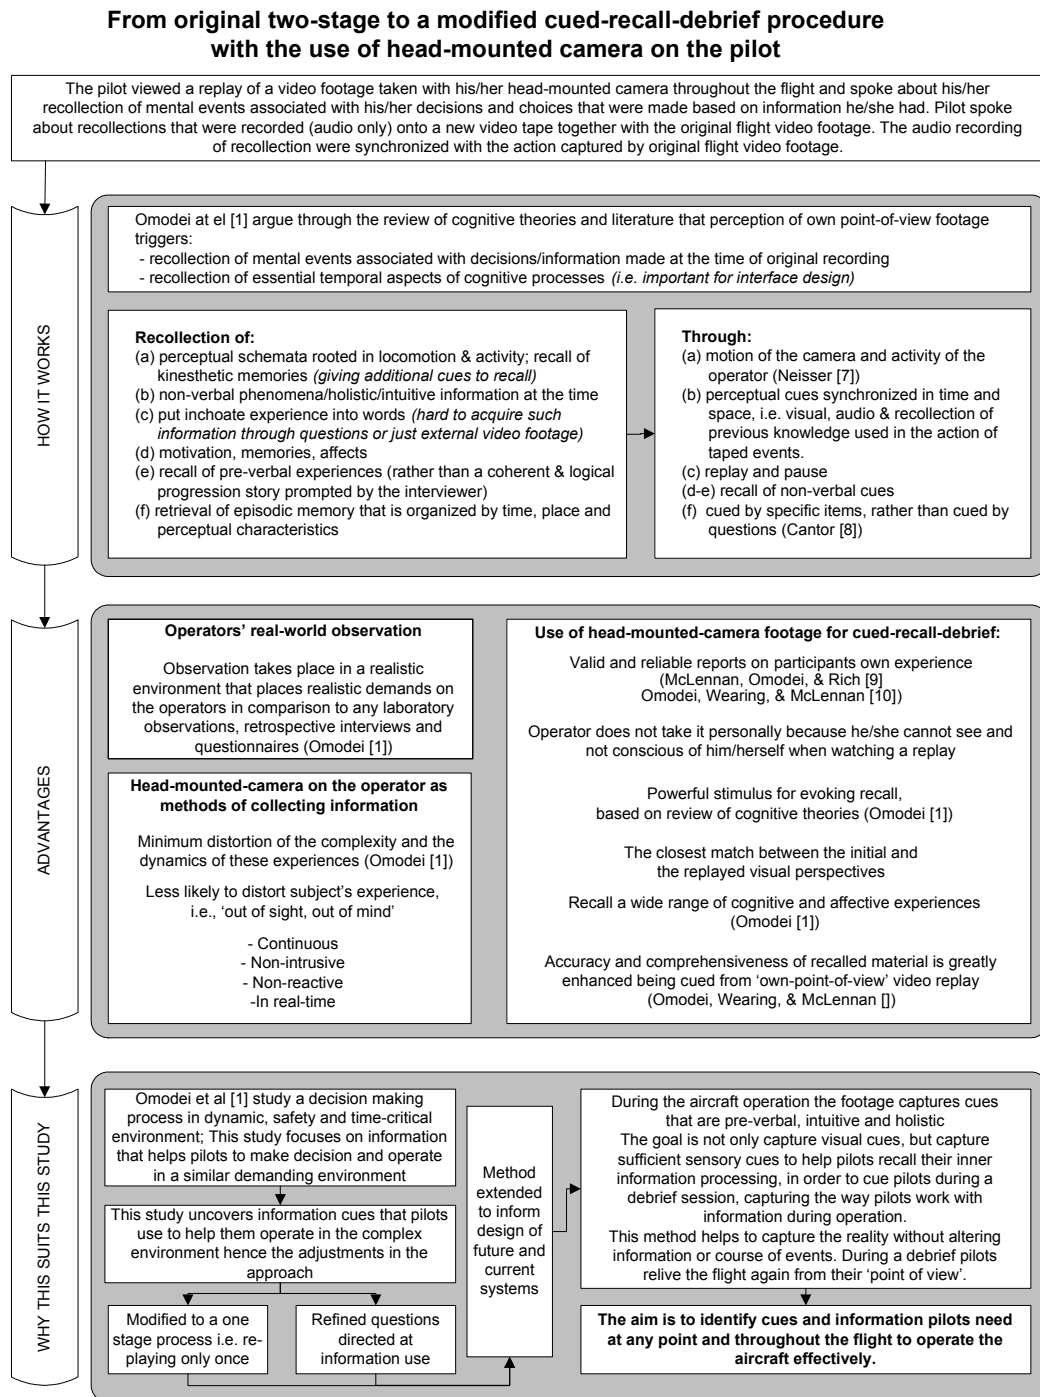 From original two-stage to a modified cued-recall-debrief procedure
with the use of head-mounted camera on the pilot
The pilot viewed a replay of a video footage taken with his/her head-mounted camera throughout the flight and spoke about his/her
recollection of mental events associated with his/her decisions and choices that were made based on information he/she had. Pilot spoke
about recollections that were recorded (audio only) onto a new video tape together with the original flight video footage. The audio recording
of recollection were synchronized with the action captured by original flight video footage.
HOW IT WORKS
Omodei at el [1] argue through the review of cognitive theories and literature that perception of own point-of-view footage
triggers:
- recollection of mental events associated with decisions/information made at the time of original recording
- recollection of essential temporal aspects of cognitive processes (i.e. important for interface design)
Recollection of:
(a) perceptual schemata rooted in locomotion & activity; recall of
kinesthetic memories (giving additional cues to recall)
(b) non-verbal phenomena/holistic/intuitive information at the time
(c) put inchoate experience into words (hard to acquire such
information through questions or just external video footage)
(d) motivation, memories, affects
(e) recall of pre-verbal experiences (rather than a coherent & logical
progression story prompted by the interviewer)
(f) retrieval of episodic memory that is organized by time, place and
perceptual characteristics
Through:
(a) motion of the camera and activity of the
operator (Neisser [7])
(b) perceptual cues synchronized in time and
space, i.e. visual, audio & recollection of
previous knowledge used in the action of
taped events.
(c) replay and pause
(d-e) recall of non-verbal cues
(f) cued by specific items, rather than cued by
questions (Cantor [8])
ADVANTAGES
Operators' real-world observation
Observation takes place in a realistic
environment that places realistic demands on
the operators in comparison to any laboratory
observations, retrospective interviews and
questionnaires (Omodei [1])
Head-mounted-camera on the operator as
methods of collecting information
Minimum distortion of the complexity and the
dynamics of these experiences (Omodei [1])
Less likely to distort subject's experience,
i.e., 'out of sight, out of mind'
- Continuous
- Non-intrusive
- Non-reactive
-In real-time
Use of head-mounted-camera footage for cued-recall-debrief:
Valid and reliable reports on participants own experience
(McLennan, Omodei, & Rich [9]
Omodei, Wearing, & McLennan [10])
Operator does not take it personally because he/she cannot see and
not conscious of him/herself when watching a replay
Powerful stimulus for evoking recall,
based on review of cognitive theories (Omodei [1])
The closest match between the initial and
the replayed visual perspectives
Recall a wide range of cognitive and affective experiences
(Omodei [1])
Accuracy and comprehensiveness of recalled material is greatly
enhanced being cued from 'own-point-of-view' video replay
(Omodei, Wearing, & McLennan [])
WHY THIS SUITS THIS STUDY
Omodei et al [1] study a decision making
process in dynamic, safety and time-critical
environment; This study focuses on information
that helps pilots to make decision and operate
in a similar demanding environment
This study uncovers information cues that pilots
use to help them operate in the complex
environment hence the adjustments in the
approach
Modified to a one
stage process i.e. re-
playing only once
Refined questions
directed at
information use
Method
extended
to inform
design of
future and
current
systems
During the aircraft operation the footage captures cues
that are pre-verbal, intuitive and holistic
The goal is not only capture visual cues, but capture
sufficient sensory cues to help pilots recall their inner
information processing, in order to cue pilots during a
debrief session, capturing the way pilots work with
information during operation.
This method helps to capture the reality without altering
information or course of events. During a debrief pilots
relive the flight again from their 'point of view'.
The aim is to identify cues and information pilots need
at any point and throughout the flight to operate the
aircraft effectively.